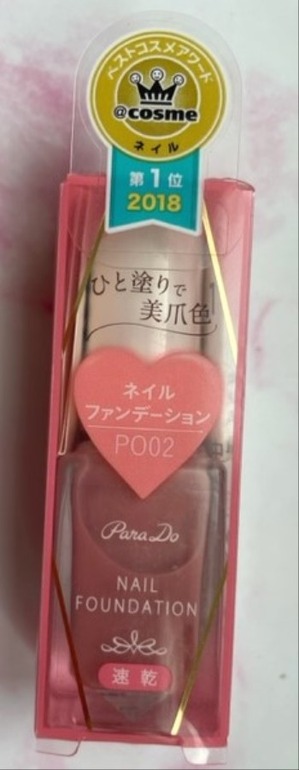 ベストコスメアワード
@cosme
ネイル
第1位
2018
ひと塗りで
美爪色
ネイル
ファンデーション
PO02
ParaDo
NAIL
FOUNDATION
速乾